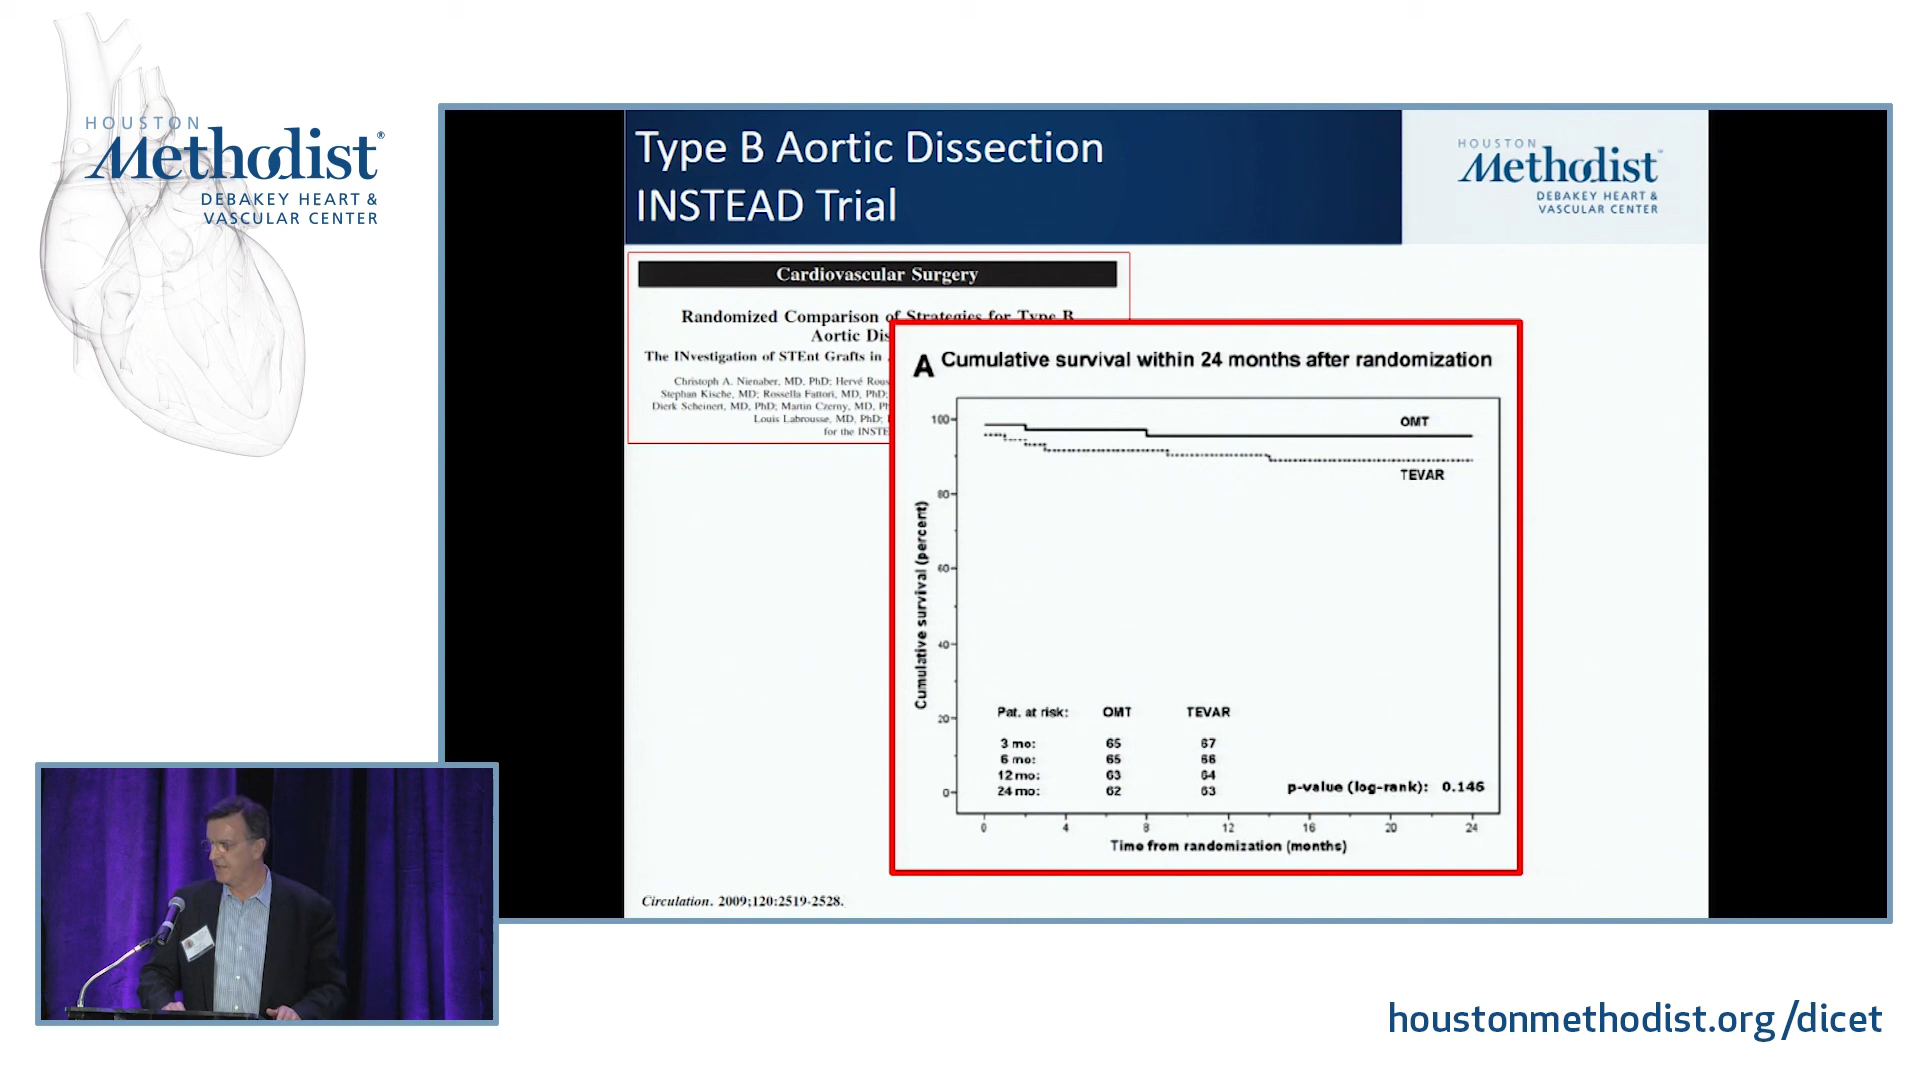 HOUSTON
Methodist®
DEBAKEY HEART &
VASCULAR CENTER
Type B Aortic Dissection
INSTEAD Trial
HOUSTON
Methodist
DEBAKEY HEART &
VASCULAR CENTER
Cardiovascular Surgery
Randomized Comparison of Strategies for Type B
Aortic Dis
The INvestigation of STEnt Grafts in
Christoph A. Nienaber, MD, PhD; Hervé Rous
Stephan Kische, MD; Rossella Fattori, MD, PhD;
Dierk Scheinert, MD, PhD; Martin Czerny, MD, Ph
Louis Labrousse, MD, PhD;
for the INSTE
A Cumulative survival within 24 months after randomization
Cumulative survival (percent)
100
80
60
40
20
0
OMT
TEVAR
Pat. at risk: OMT TEVAR
3 mo: 65 67
6 mo: 65 66
12 mo: 63 64
24 mo: 62 63
p-value (log-rank): 0.146
0 4 8 12 16 20 24
Time from randomization (months)
Circulation. 2009;120:2519-2528.
houstonmethodist.org/dicet